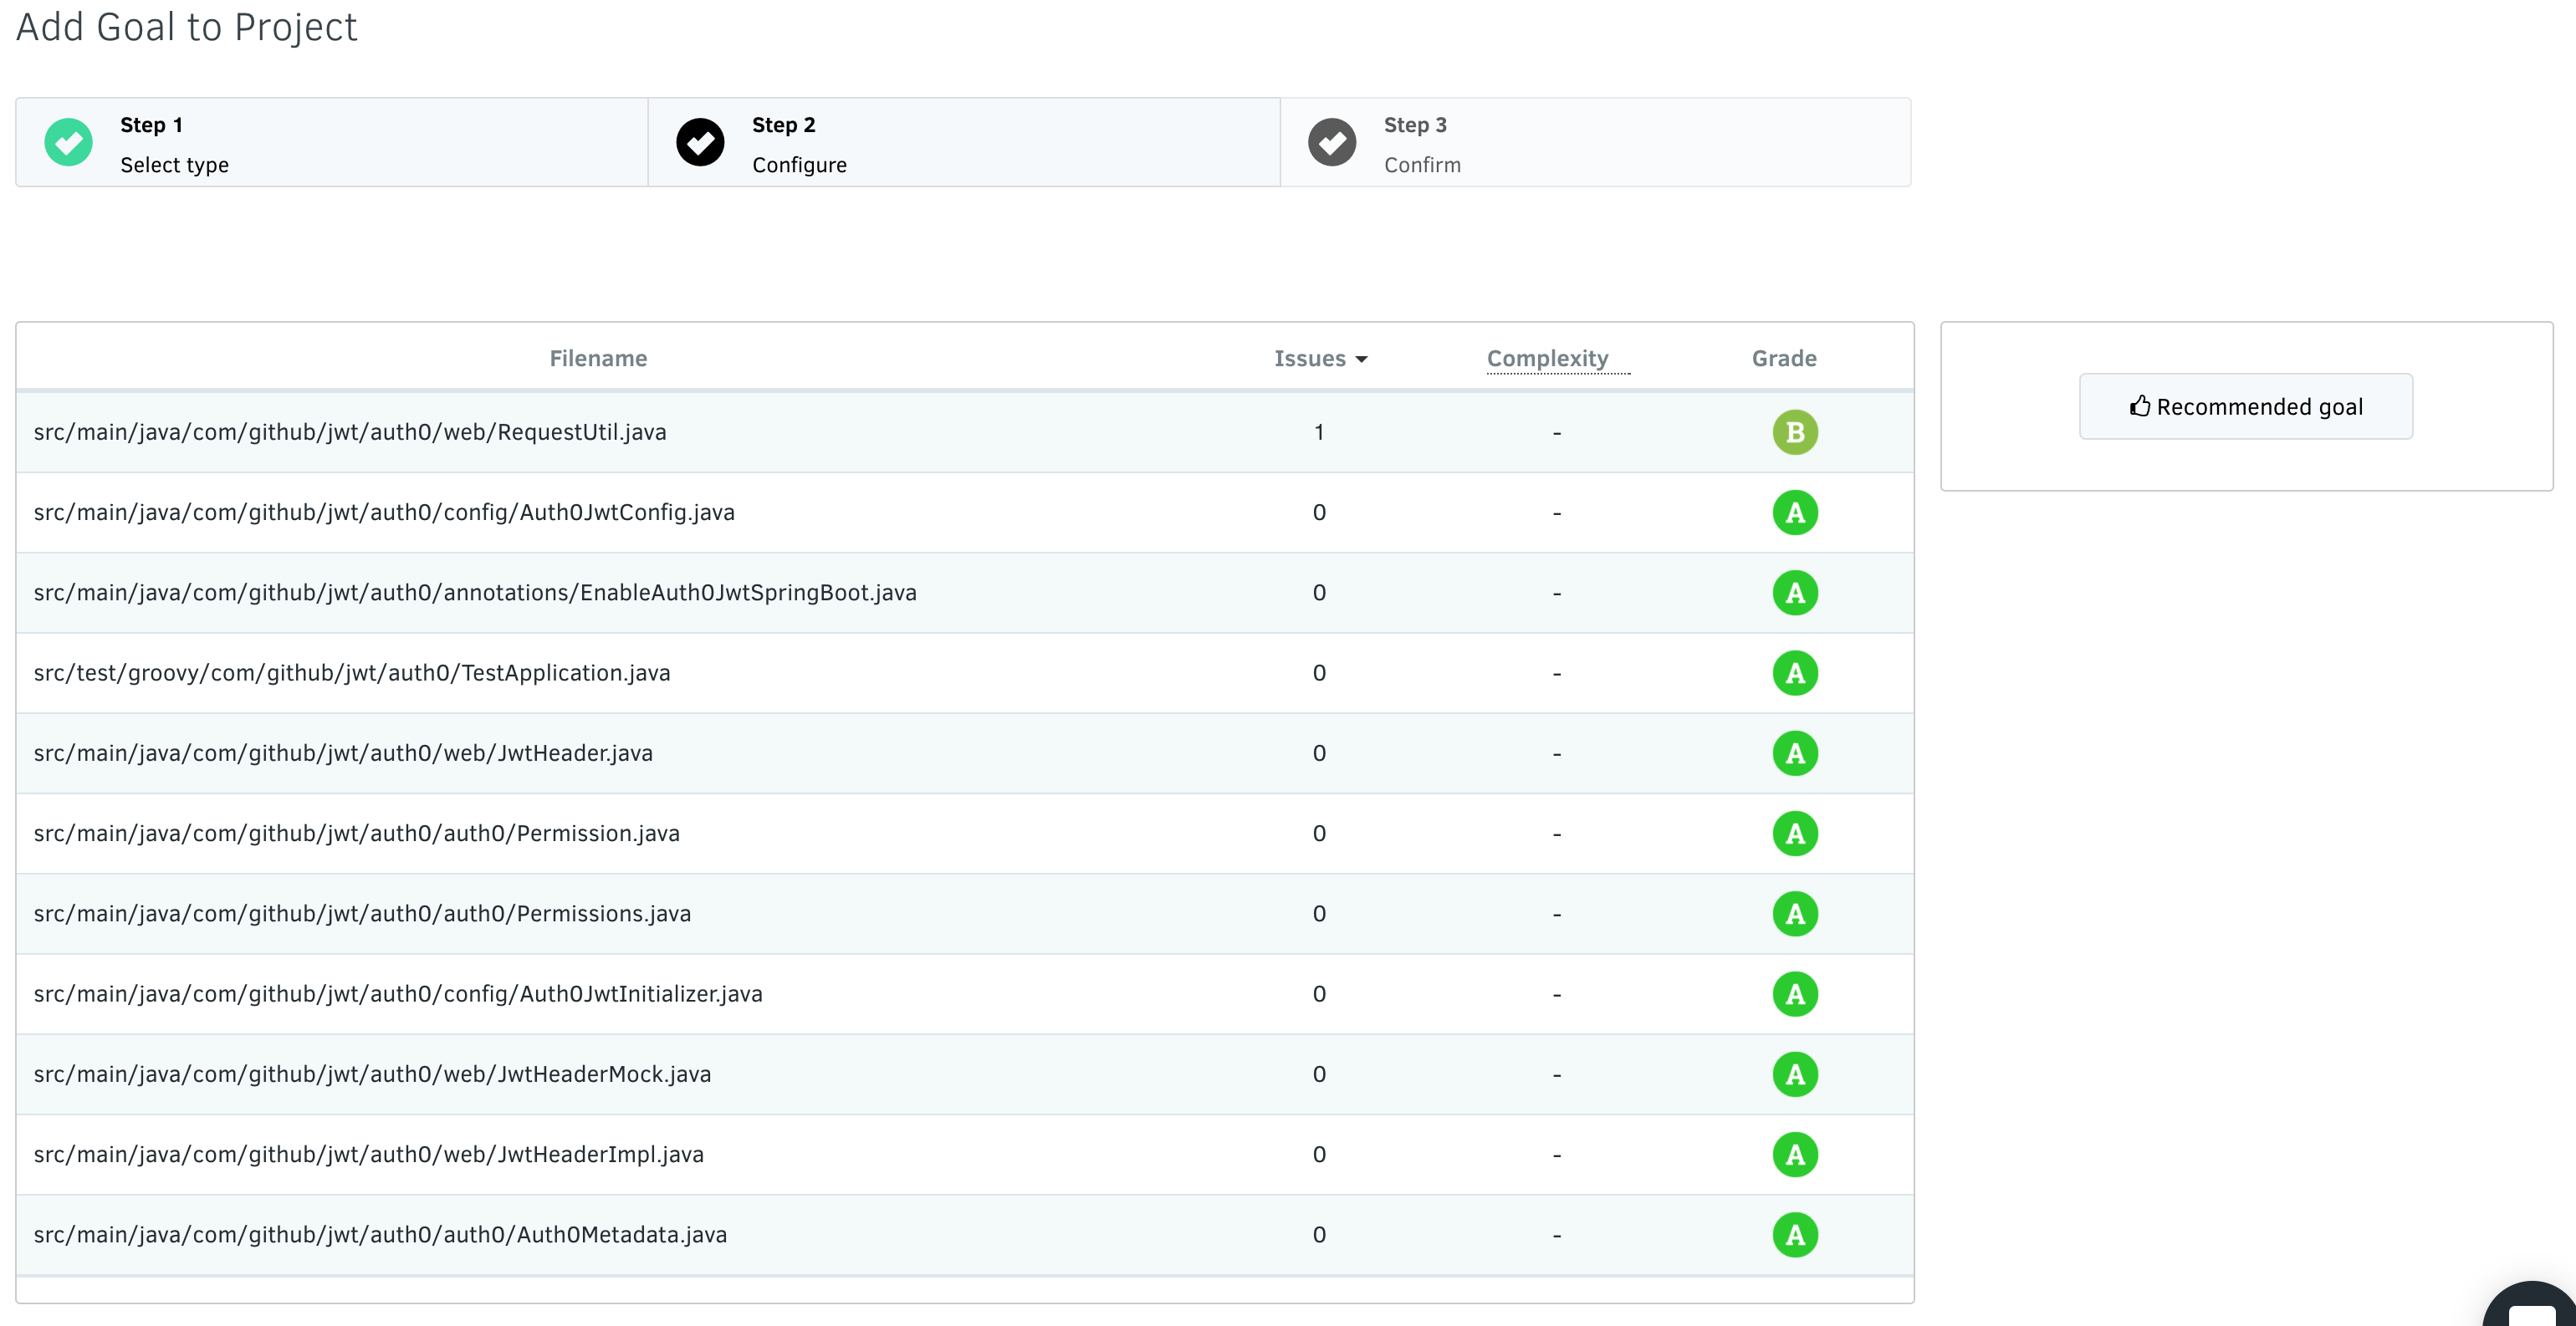 Add Goal to Project
Step 1
Select type
Step 2
Configure
Step 3
Confirm
Filename Issues Complexity Grade
src/main/java/com/github/jwt/auth0/web/RequestUtil.java 1 - B
src/main/java/com/github/jwt/auth0/config/Auth0JwtConfig.java 0 - A
src/main/java/com/github/jwt/auth0/annotations/EnableAuth0JwtSpringBoot.java 0 - A
src/test/groovy/com/github/jwt/auth0/TestApplication.java 0 - A
src/main/java/com/github/jwt/auth0/web/JwtHeader.java 0 - A
src/main/java/com/github/jwt/auth0/auth0/Permission.java 0 - A
src/main/java/com/github/jwt/auth0/auth0/Permissions.java 0 - A
src/main/java/com/github/jwt/auth0/config/Auth0JwtInitializer.java 0 - A
src/main/java/com/github/jwt/auth0/web/JwtHeaderMock.java 0 - A
src/main/java/com/github/jwt/auth0/web/JwtHeaderImpl.java 0 - A
src/main/java/com/github/jwt/auth0/auth0/Auth0Metadata.java 0 - A
Recommended goal